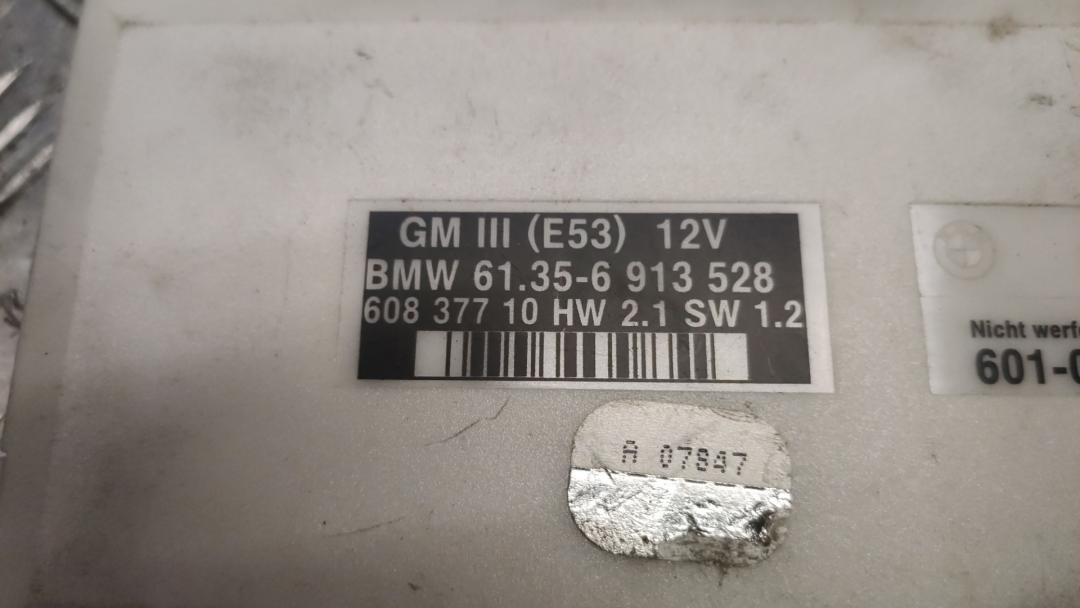 GM III (E53) 12V
BMW 61.35-6 913 528
608 377 10 HW 2.1 SW 1.2
Nicht
601-
A 07847